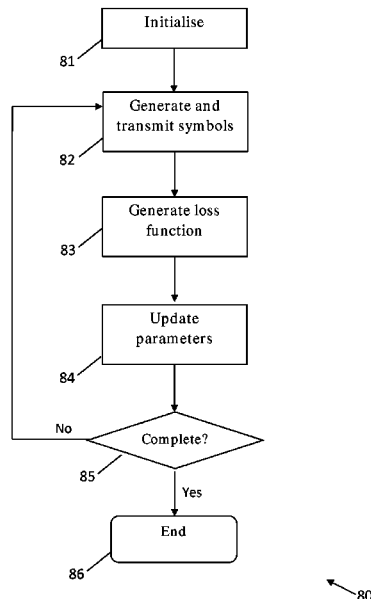 Initialise
81
Generate and
transmit symbols
82
Generate loss
function
83
Update
parameters
84
No
Complete?
85
Yes
End
86
80